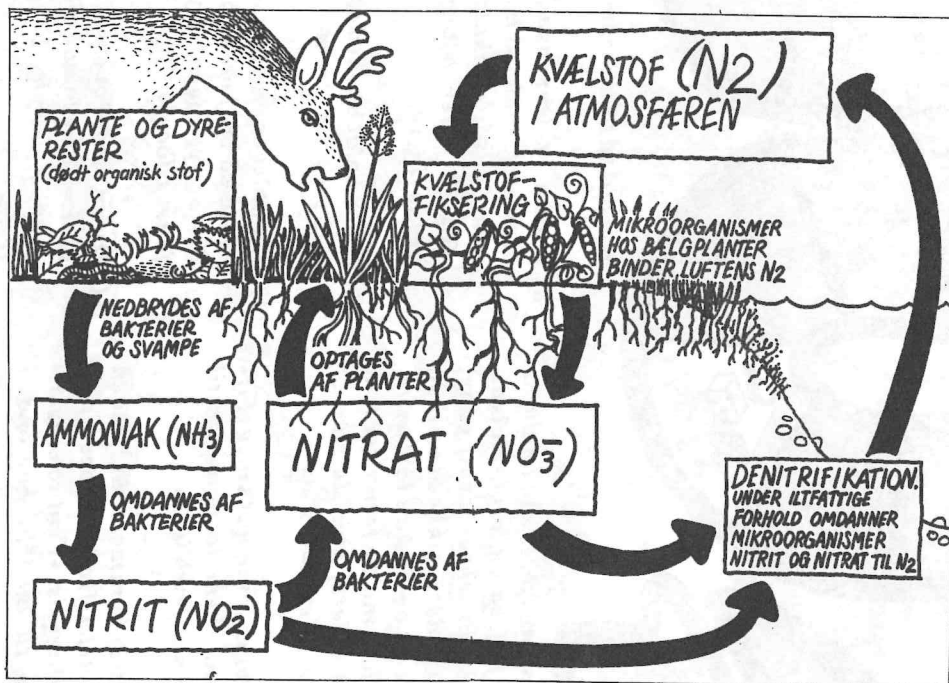 PLANTE OG DYRE-
RESTER
(dødt organisk stof)
KVÆLSTOF (N2)
I ATMOSFÆREN
KVÆLSTOF-
FIKSERING
MIKROORGANISMER
HOS BÆLGPLANTER
BINDER LUFTENS N2
NEDBRYDES AF
BAKTERIER
OG SVAMPE
OPTAGES
AF PLANTER
AMMONIAK (NH3)
NITRAT (NO3-)
OMDANNES AF
BAKTERIER
DENITRIFIKATION.
UNDER ILTFATTIGE
FORHOLD OMDANNER
MIKROORGANISMER
NITRIT OG NITRAT TIL N2
OMDANNES AF
BAKTERIER
NITRIT (NO2-)